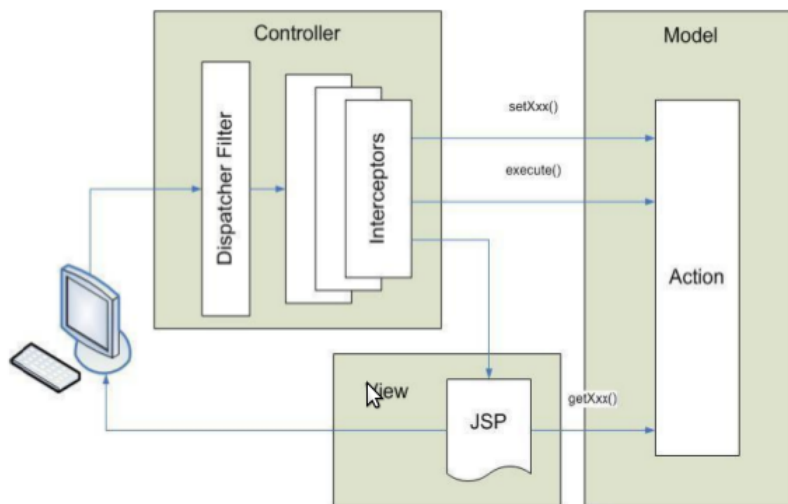 Controller
Model
Dispatcher Filter
Interceptors
setXxx()
execute()
Action
View
JSP
getXxx()